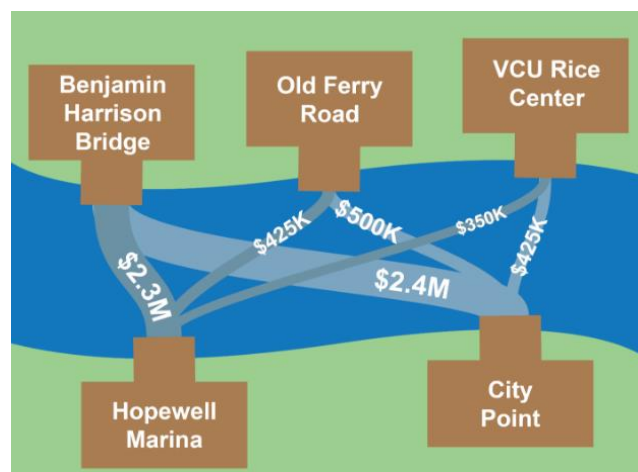 Benjamin
Harrison
Bridge
Old Ferry
Road
VCU Rice
Center
$425K
$500K
$350K
$425K
$2.3M
$2.4M
Hopewell
Marina
City
Point